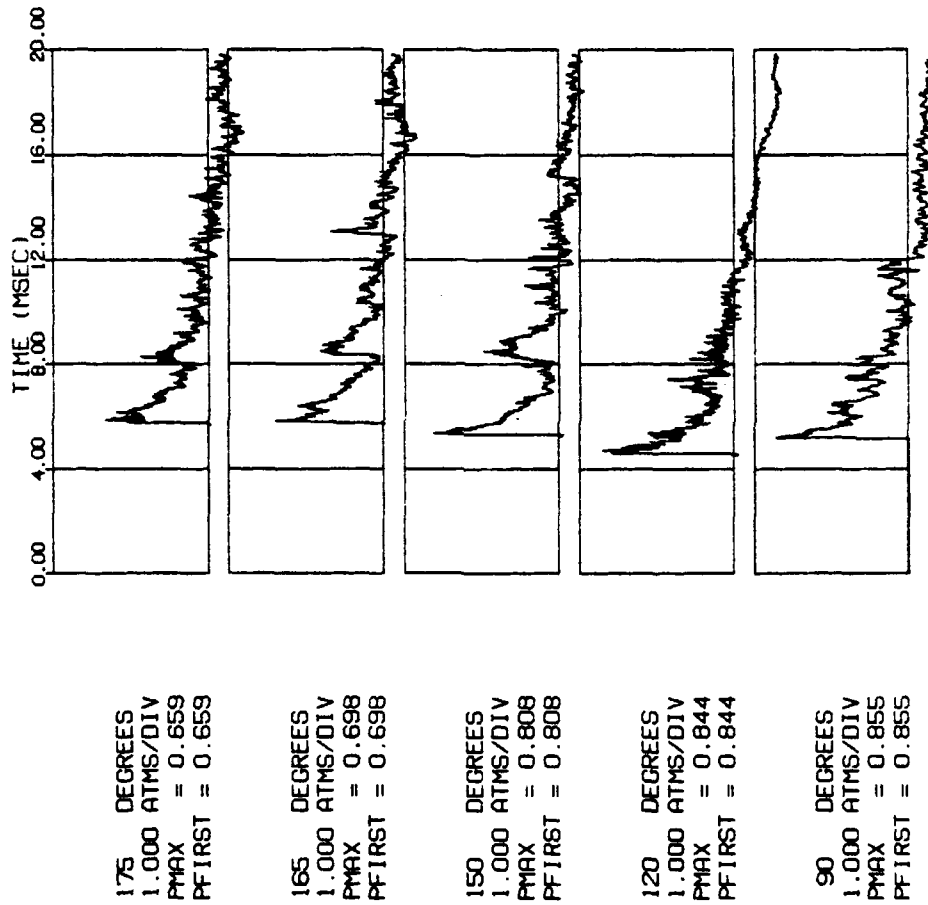 TIME (MSEC)
0.00 4.00 8.00 12.00 16.00 20.00
175 DEGREES
1.000 ATMS/DIV
PMAX = 0.659
PFIRST = 0.659
165 DEGREES
1.000 ATMS/DIV
PMAX = 0.698
PFIRST = 0.698
150 DEGREES
1.000 ATMS/DIV
PMAX = 0.808
PFIRST = 0.808
120 DEGREES
1.000 ATMS/DIV
PMAX = 0.844
PFIRST = 0.844
90 DEGREES
1.000 ATMS/DIV
PMAX = 0.855
PFIRST = 0.855